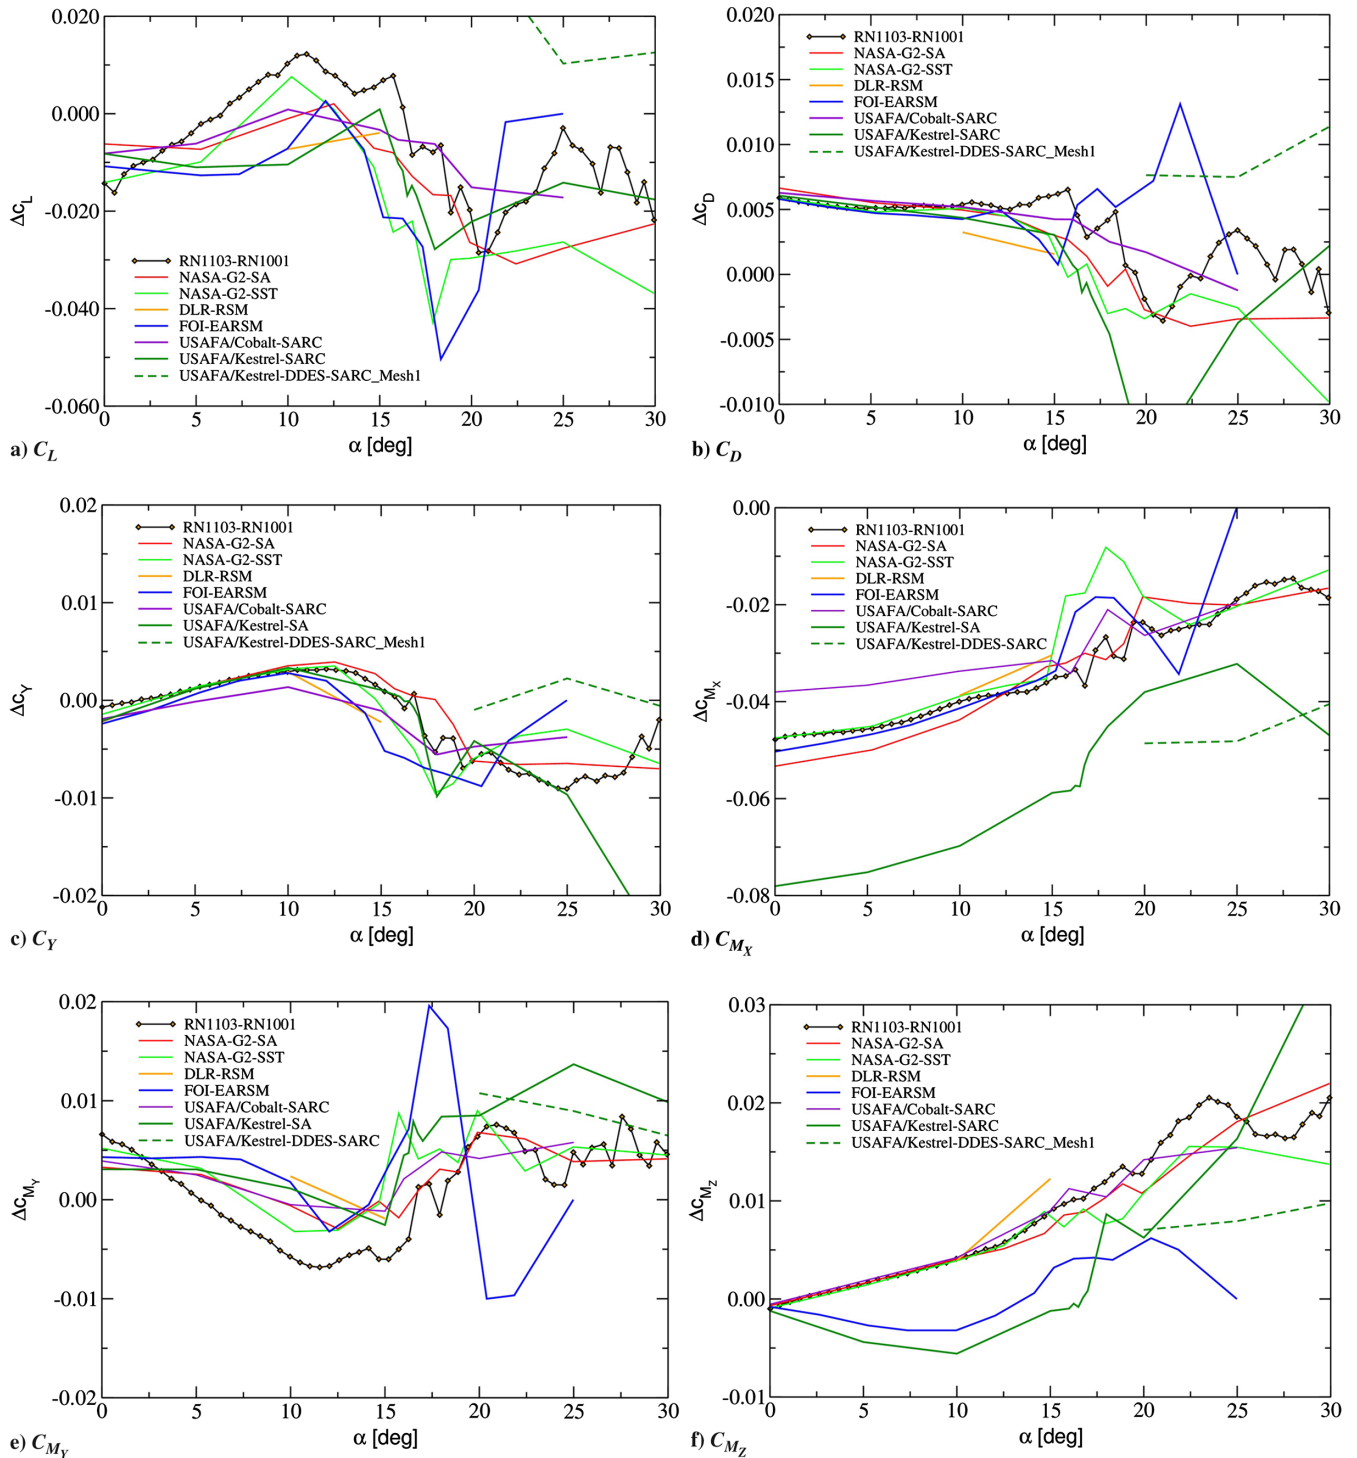 0.020
0.000
-0.020
-0.040
-0.060
ΔcL
RN1103-RN1001
NASA-G2-SA
NASA-G2-SST
DLR-RSM
FOI-EARSM
USAFA/Cobalt-SARC
USAFA/Kestrel-SARC
USAFA/Kestrel-DDES-SARC_Mesh1
0 5 10 15 20 25 30
α [deg]
a) CL
0.020
0.015
0.010
0.005
0.000
-0.005
-0.010
ΔcD
RN1103-RN1001
NASA-G2-SA
NASA-G2-SST
DLR-RSM
FOI-EARSM
USAFA/Cobalt-SARC
USAFA/Kestrel-SARC
USAFA/Kestrel-DDES-SARC_Mesh1
0 5 10 15 20 25 30
α [deg]
b) CD
0.02
0.01
0.00
-0.01
-0.02
ΔcY
RN1103-RN1001
NASA-G2-SA
NASA-G2-SST
DLR-RSM
FOI-EARSM
USAFA/Cobalt-SARC
USAFA/Kestrel-SA
USAFA/Kestrel-DDES-SARC_Mesh1
0 5 10 15 20 25 30
α [deg]
c) CY
0.00
-0.02
-0.04
-0.06
-0.08
ΔcMX
RN1103-RN1001
NASA-G2-SA
NASA-G2-SST
DLR-RSM
FOI-EARSM
USAFA/Cobalt-SARC
USAFA/Kestrel-SA
USAFA/Kestrel-DDES-SARC
0 5 10 15 20 25 30
α [deg]
d) CMX
0.02
0.01
0.00
-0.01
-0.02
ΔcMY
RN1103-RN1001
NASA-G2-SA
NASA-G2-SST
DLR-RSM
FOI-EARSM
USAFA/Cobalt-SARC
USAFA/Kestrel-SA
USAFA/Kestrel-DDES-SARC
0 5 10 15 20 25 30
α [deg]
e) CMY
0.03
0.02
0.01
0.00
-0.01
ΔcMZ
RN1103-RN1001
NASA-G2-SA
NASA-G2-SST
DLR-RSM
FOI-EARSM
USAFA/Cobalt-SARC
USAFA/Kestrel-SARC
USAFA/Kestrel-DDES-SARC_Mesh1
0 5 10 15 20 25 30
α [deg]
f) CMZ